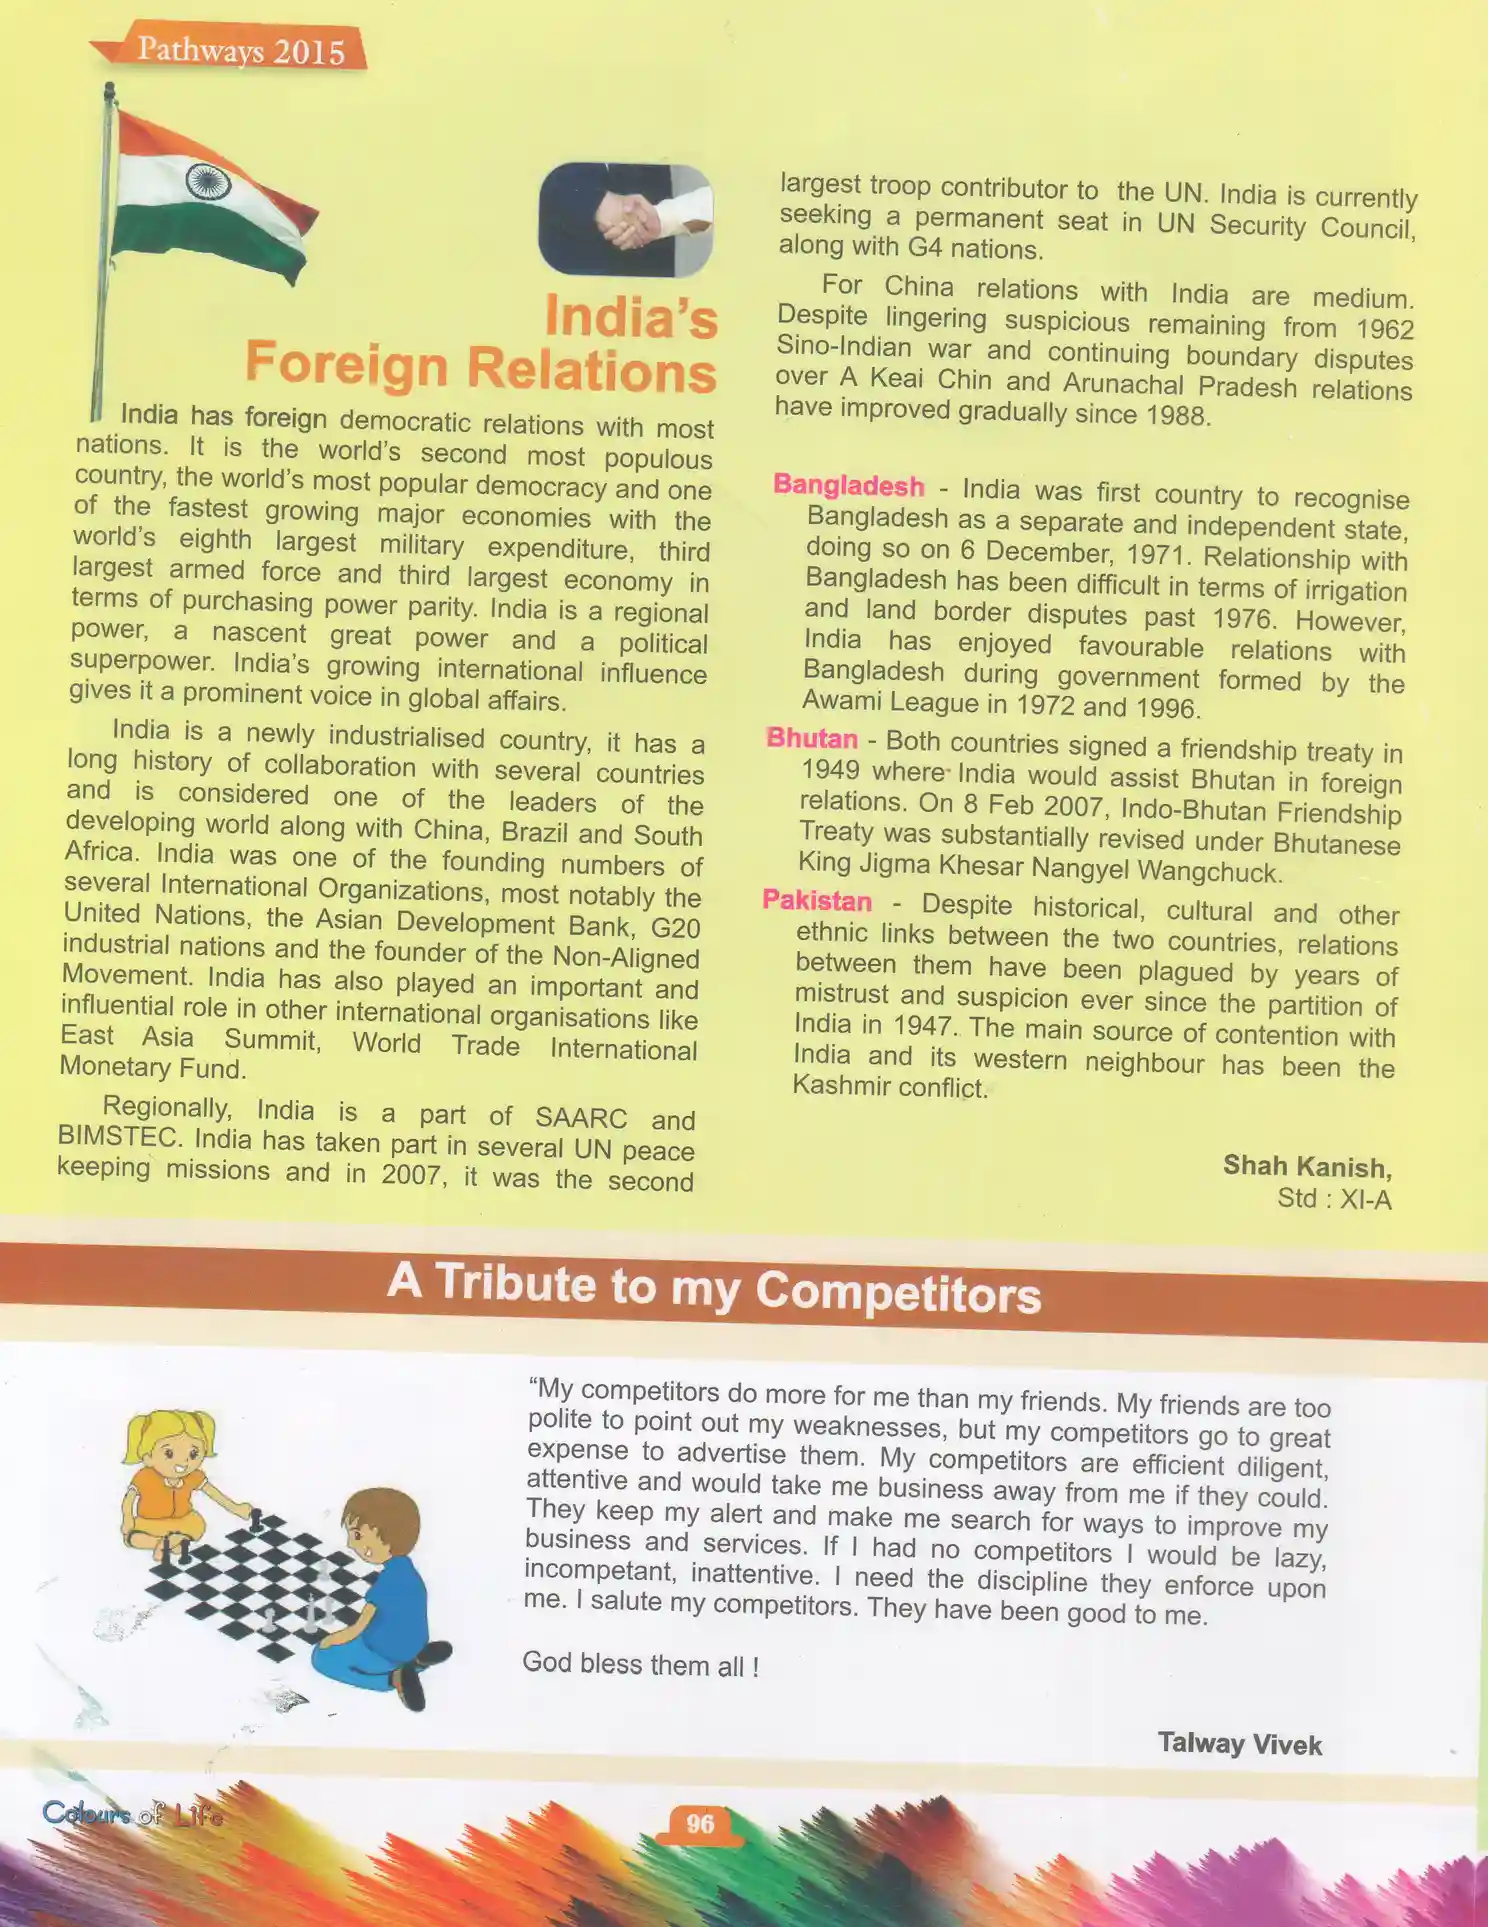 Pathways 2015
India's
Foreign Relations
India has foreign democratic relations with most
nations. It is the world's second most populous
country, the world's most popular democracy and one
of the fastest growing major economies with the
world's eighth largest military expenditure, third
largest armed force and third largest economy in
terms of purchasing power parity. India is a regional
power, a nascent great power and a political
superpower. India's growing international influence
gives it a prominent voice in global affairs.
India is a newly industrialised country, it has a
long history of collaboration with several countries
and is considered one of the leaders of the
developing world along with China, Brazil and South
Africa. India was one of the founding numbers of
several International Organizations, most notably the
United Nations, the Asian Development Bank, G20
industrial nations and the founder of the Non-Aligned
Movement. India has also played an important and
influential role in other international organisations like
East Asia Summit, World Trade International
Monetary Fund.
Regionally, India is a part of SAARC and
BIMSTEC. India has taken part in several UN peace
keeping missions and in 2007, it was the second
largest troop contributor to the UN. India is currently
seeking a permanent seat in UN Security Council,
along with G4 nations.
For China relations with India are medium.
Despite lingering suspicious remaining from 1962
Sino-Indian war and continuing boundary disputes
over A Keai Chin and Arunachal Pradesh relations
have improved gradually since 1988.
Bangladesh - India was first country to recognise
Bangladesh as a separate and independent state,
doing so on 6 December, 1971. Relationship with
Bangladesh has been difficult in terms of irrigation
and land border disputes past 1976. However,
India has enjoyed favourable relations with
Bangladesh during government formed by the
Awami League in 1972 and 1996.
Bhutan - Both countries signed a friendship treaty in
1949 where India would assist Bhutan in foreign
relations. On 8 Feb 2007, Indo-Bhutan Friendship
Treaty was substantially revised under Bhutanese
King Jigma Khesar Nangyel Wangchuck.
Pakistan - Despite historical, cultural and other
ethnic links between the two countries, relations
between them have been plagued by years of
mistrust and suspicion ever since the partition of
India in 1947. The main source of contention with
India and its western neighbour has been the
Kashmir conflict.
Shah Kanish,
Std : XI-A
A Tribute to my Competitors
“My competitors do more for me than my friends. My friends are too
polite to point out my weaknesses, but my competitors go to great
expense to advertise them. My competitors are efficient diligent,
attentive and would take me business away from me if they could.
They keep my alert and make me search for ways to improve my
business and services. If I had no competitors I would be lazy,
incompetant, inattentive. I need the discipline they enforce upon
me. I salute my competitors. They have been good to me.
God bless them all !
Talway Vivek
Colours of Life
96